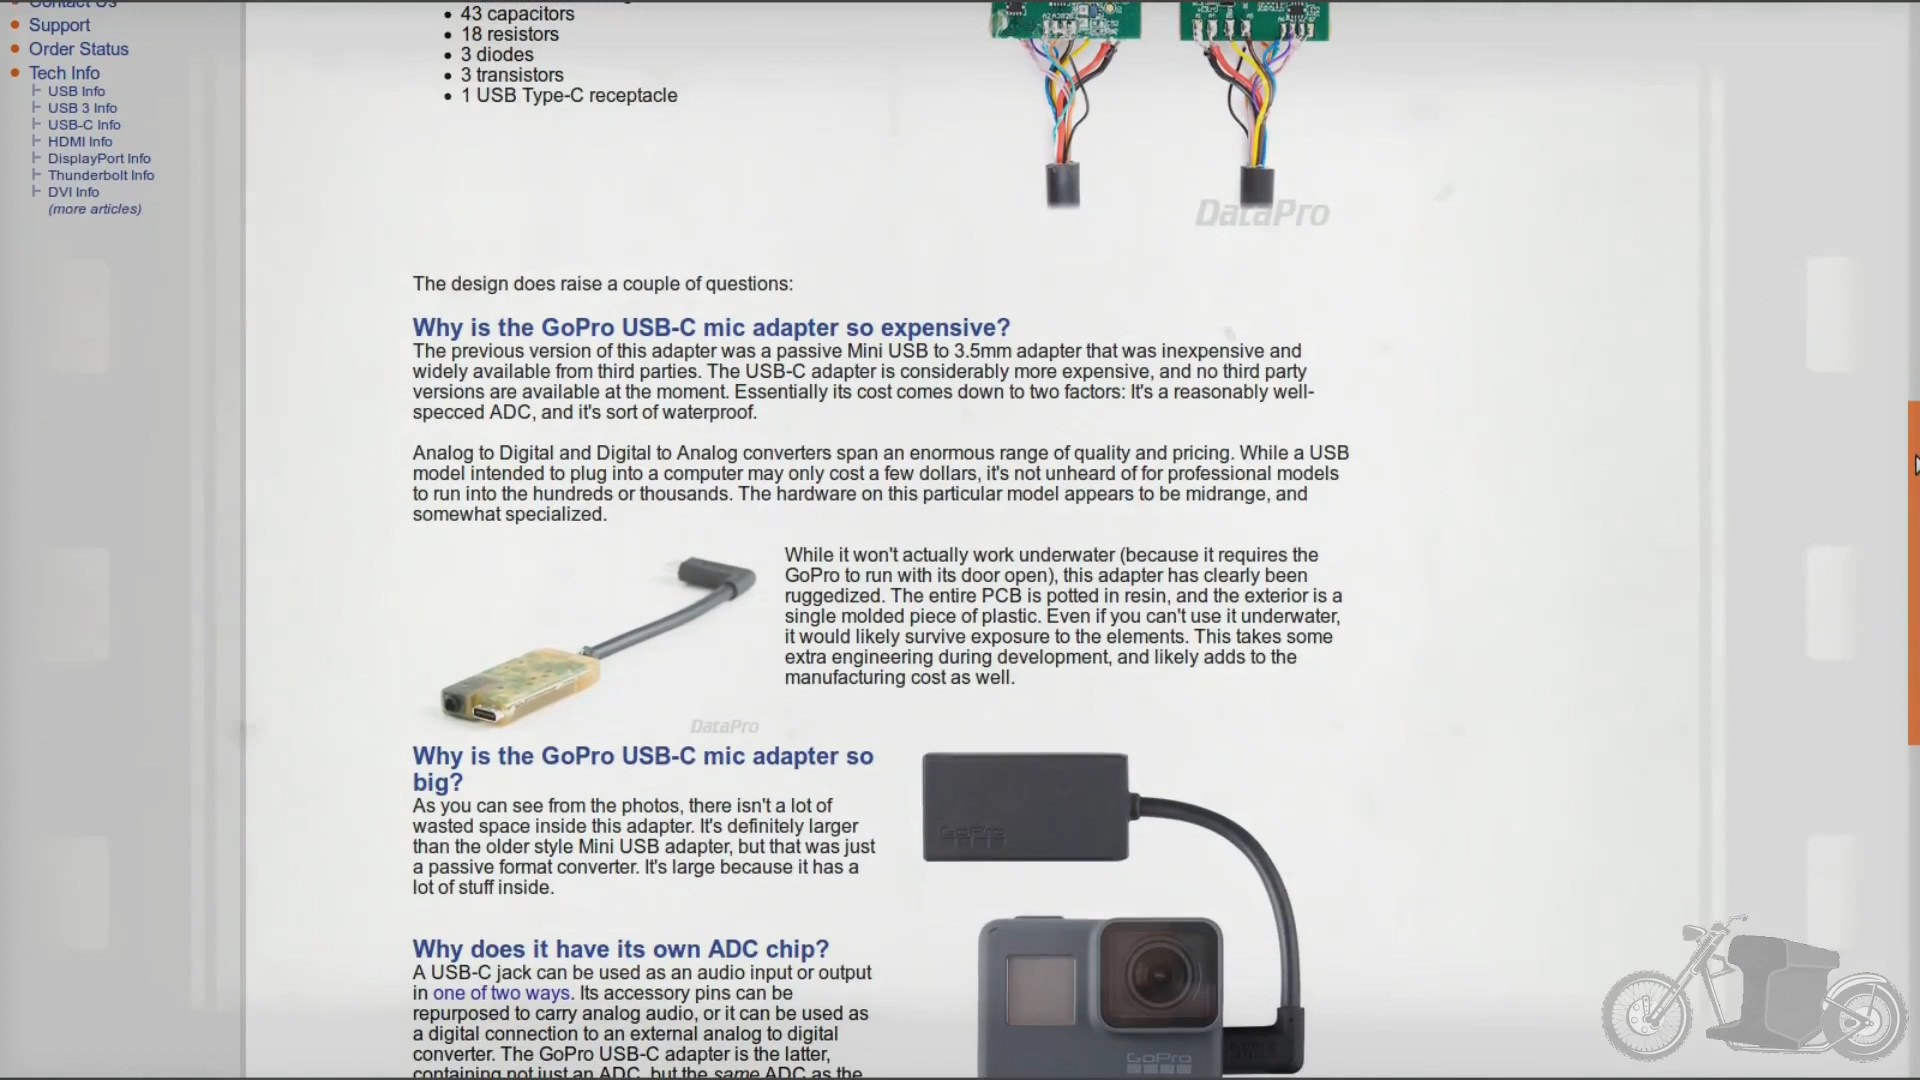 Contact Us
Support
Order Status
Tech Info
USB Info
USB 3 Info
USB-C Info
HDMI Info
DisplayPort Info
Thunderbolt Info
DVI Info
(more articles)
43 capacitors
18 resistors
3 diodes
3 transistors
1 USB Type-C receptacle
DataPro
The design does raise a couple of questions:
Why is the GoPro USB-C mic adapter so expensive?
The previous version of this adapter was a passive Mini USB to 3.5mm adapter that was inexpensive and
widely available from third parties. The USB-C adapter is considerably more expensive, and no third party
versions are available at the moment. Essentially its cost comes down to two factors: It's a reasonably well-
specced ADC, and it's sort of waterproof.
Analog to Digital and Digital to Analog converters span an enormous range of quality and pricing. While a USB
model intended to plug into a computer may only cost a few dollars, it's not unheard of for professional models
to run into the hundreds or thousands. The hardware on this particular model appears to be midrange, and
somewhat specialized.
While it won't actually work underwater (because it requires the
GoPro to run with its door open), this adapter has clearly been
ruggedized. The entire PCB is potted in resin, and the exterior is a
single molded piece of plastic. Even if you can't use it underwater,
it would likely survive exposure to the elements. This takes some
extra engineering during development, and likely adds to the
manufacturing cost as well.
DataPro
Why is the GoPro USB-C mic adapter so
big?
As you can see from the photos, there isn't a lot of
wasted space inside this adapter. It's definitely larger
than the older style Mini USB adapter, but that was just
a passive format converter. It's large because it has a
lot of stuff inside.
GoPro
Why does it have its own ADC chip?
A USB-C jack can be used as an audio input or output
in one of two ways. Its accessory pins can be
repurposed to carry analog audio, or it can be used as
a digital connection to an external analog to digital
converter. The GoPro USB-C adapter is the latter,
containing not just an ADC, but the same ADC as the
GoPro